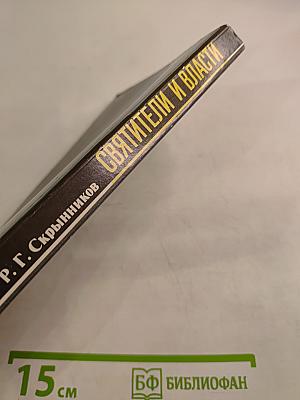 Р. Г. Скрынников СВЯТИТЕЛИ И ВЛАСТИ
15 см
БФ БИБЛИОФАН